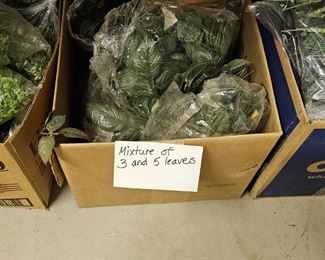 Mixture of
3 and 5 leaves